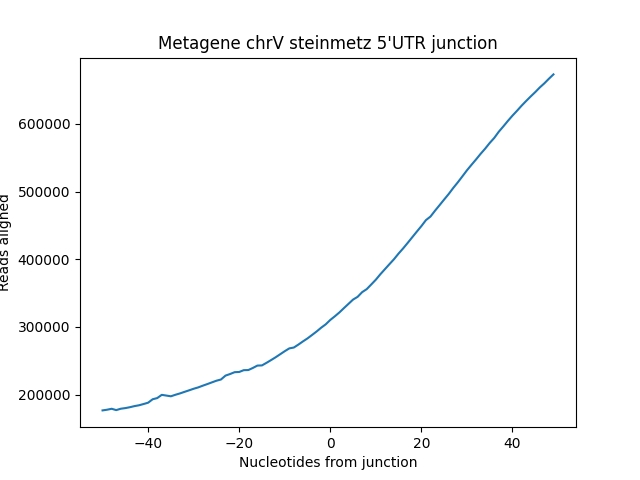 Metagene chrV steinmetz 5'UTR junction
600000
500000
400000
300000
200000
Reads aligned
−40 −20 0 20 40
Nucleotides from junction